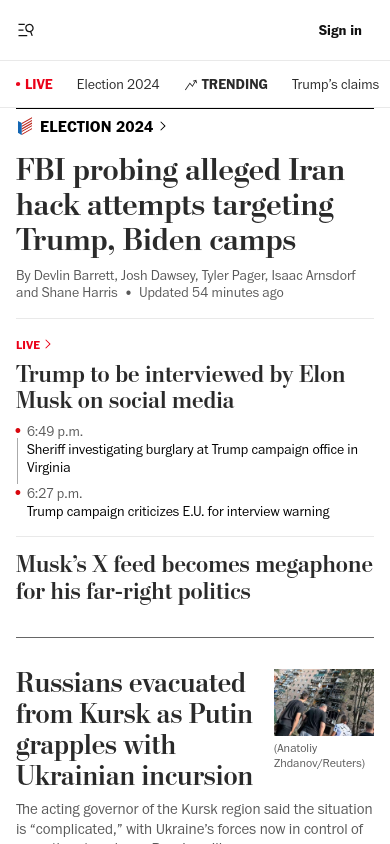 Sign in
LIVE Election 2024 TRENDING Trump's claims
ELECTION 2024
FBI probing alleged Iran
hack attempts targeting
Trump, Biden camps
By Devlin Barrett, Josh Dawsey, Tyler Pager, Isaac Arnsdorf
and Shane Harris • Updated 54 minutes ago
LIVE
Trump to be interviewed by Elon
Musk on social media
6:49 p.m.
Sheriff investigating burglary at Trump campaign office in
Virginia
6:27 p.m.
Trump campaign criticizes E.U. for interview warning
Musk’s X feed becomes megaphone
for his far-right politics
Russians evacuated
from Kursk as Putin
grapples with
Ukrainian incursion
(Anatoliy
Zhdanov/Reuters)
The acting governor of the Kursk region said the situation
is “complicated,” with Ukraine’s forces now in control of